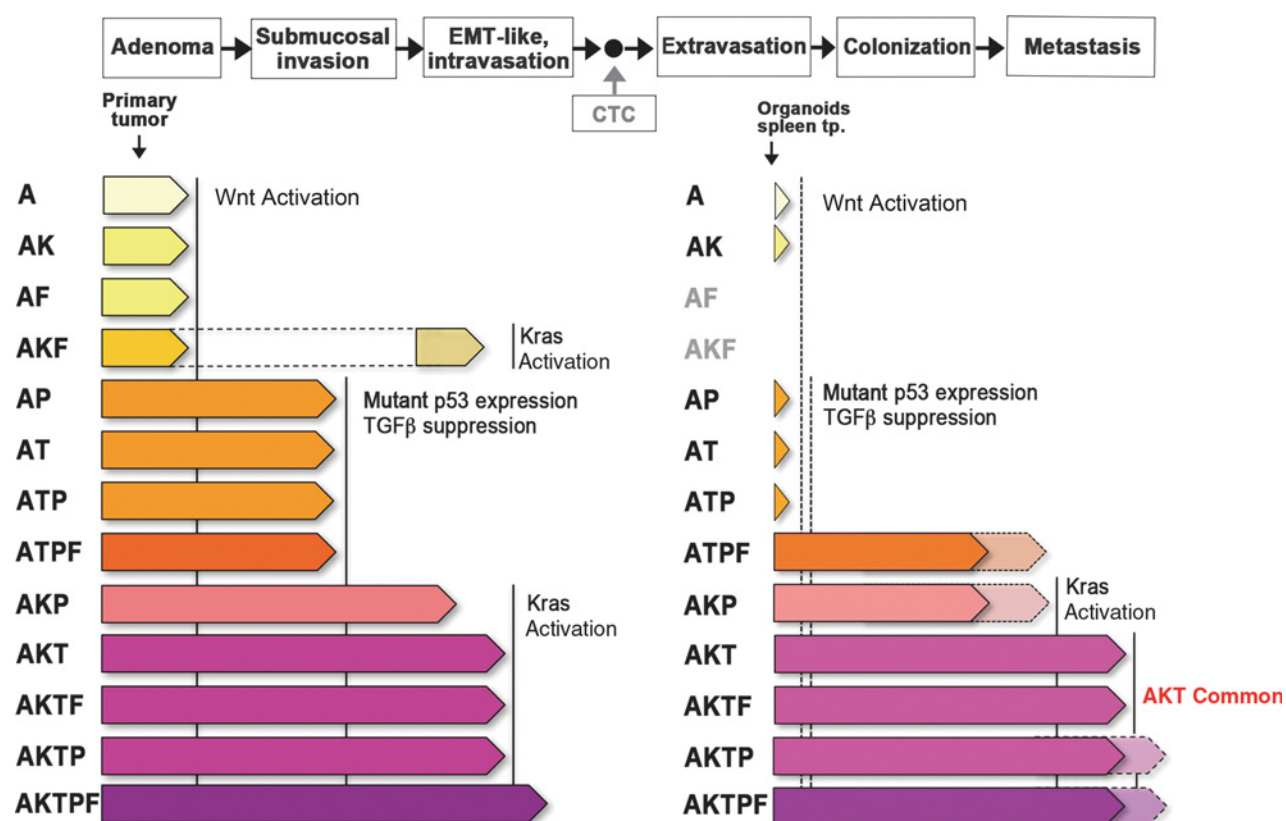 Adenoma
Submucosal
invasion
EMT-like,
intravasation
CTC
Extravasation
Colonization
Metastasis
Primary
tumor
A
Wnt Activation
AK
AF
AKF
Kras
Activation
AP
Mutant p53 expression
TGFβ suppression
AT
ATP
ATPF
AKP
Kras
Activation
AKT
AKTF
AKTP
AKTPF
Organoids
spleen tp.
A
Wnt Activation
AK
AF
AKF
AP
Mutant p53 expression
TGFβ suppression
AT
ATP
ATPF
AKP
Kras
Activation
AKT
AKTF
AKT Common
AKTP
AKTPF